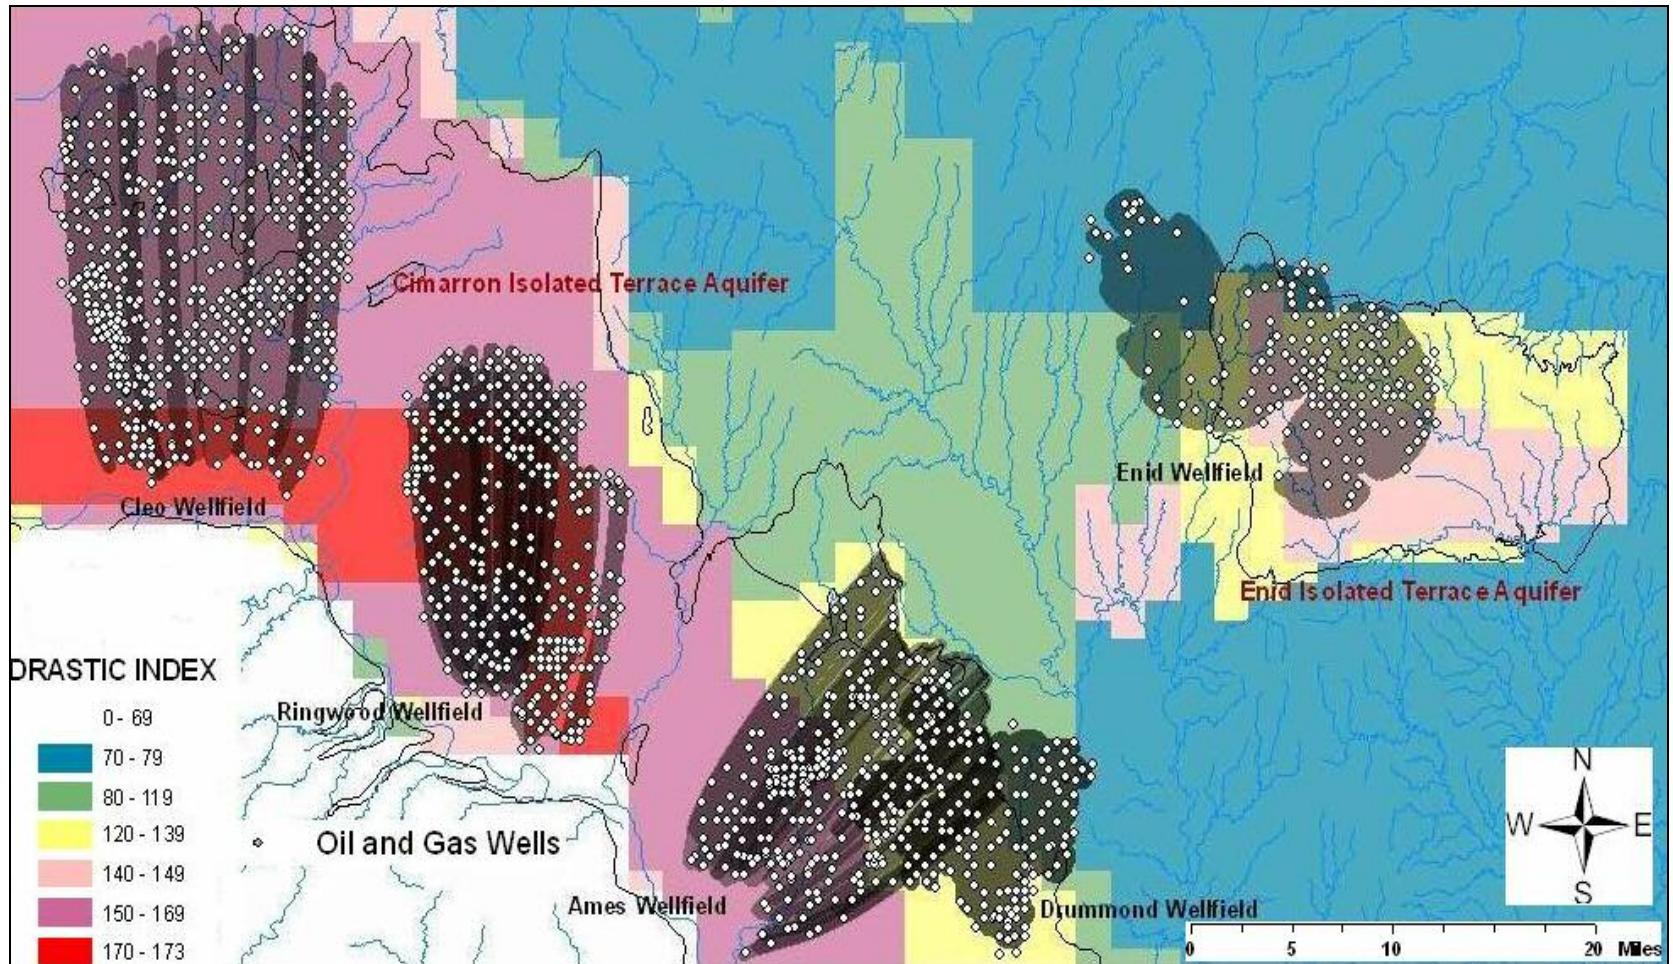 Cimarron Isolated Terrace Aquifer
Enid Wellfield
Cleo Wellfield
Enid Isolated Terrace Aquifer
DRASTIC INDEX
0 - 69
70 - 79
80 - 119
120 - 139
140 - 149
150 - 169
170 - 173
Ringwood Wellfield
Oil and Gas Wells
Ames Wellfield
Drummond Wellfield
N
W E
S
0 5 10 20 Miles